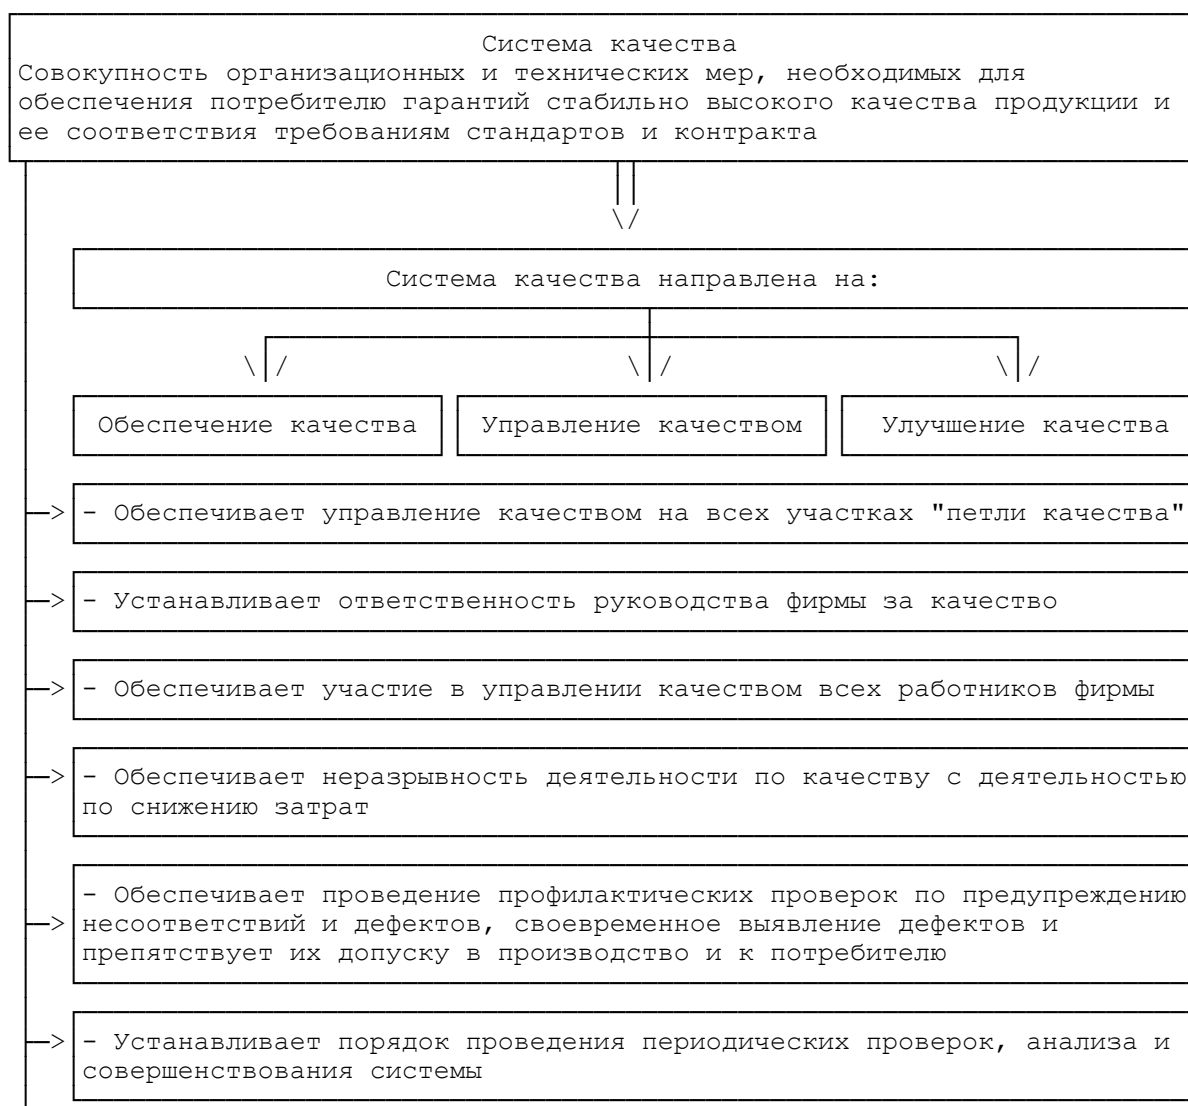 Система качества
Совокупность организационных и технических мер, необходимых для
обеспечения потребителю гарантий стабильно высокого качества продукции и
ее соответствия требованиям стандартов и контракта
Система качества направлена на:
Обеспечение качества Управление качеством Улучшение качества
- Обеспечивает управление качеством на всех участках "петли качества"
- Устанавливает ответственность руководства фирмы за качество
- Обеспечивает участие в управлении качеством всех работников фирмы
- Обеспечивает неразрывность деятельности по качеству с деятельностью
по снижению затрат
- Обеспечивает проведение профилактических проверок по предупреждению
несоответствий и дефектов, своевременное выявление дефектов и
препятствует их допуску в производство и к потребителю
- Устанавливает порядок проведения периодических проверок, анализа и
совершенствования системы